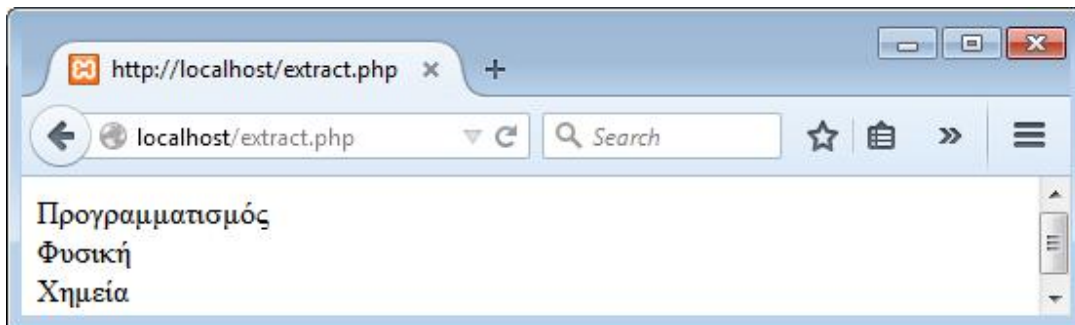 http://localhost/extract.php
localhost/extract.php
Search
Προγραμματισμός
Φυσική
Χημεία